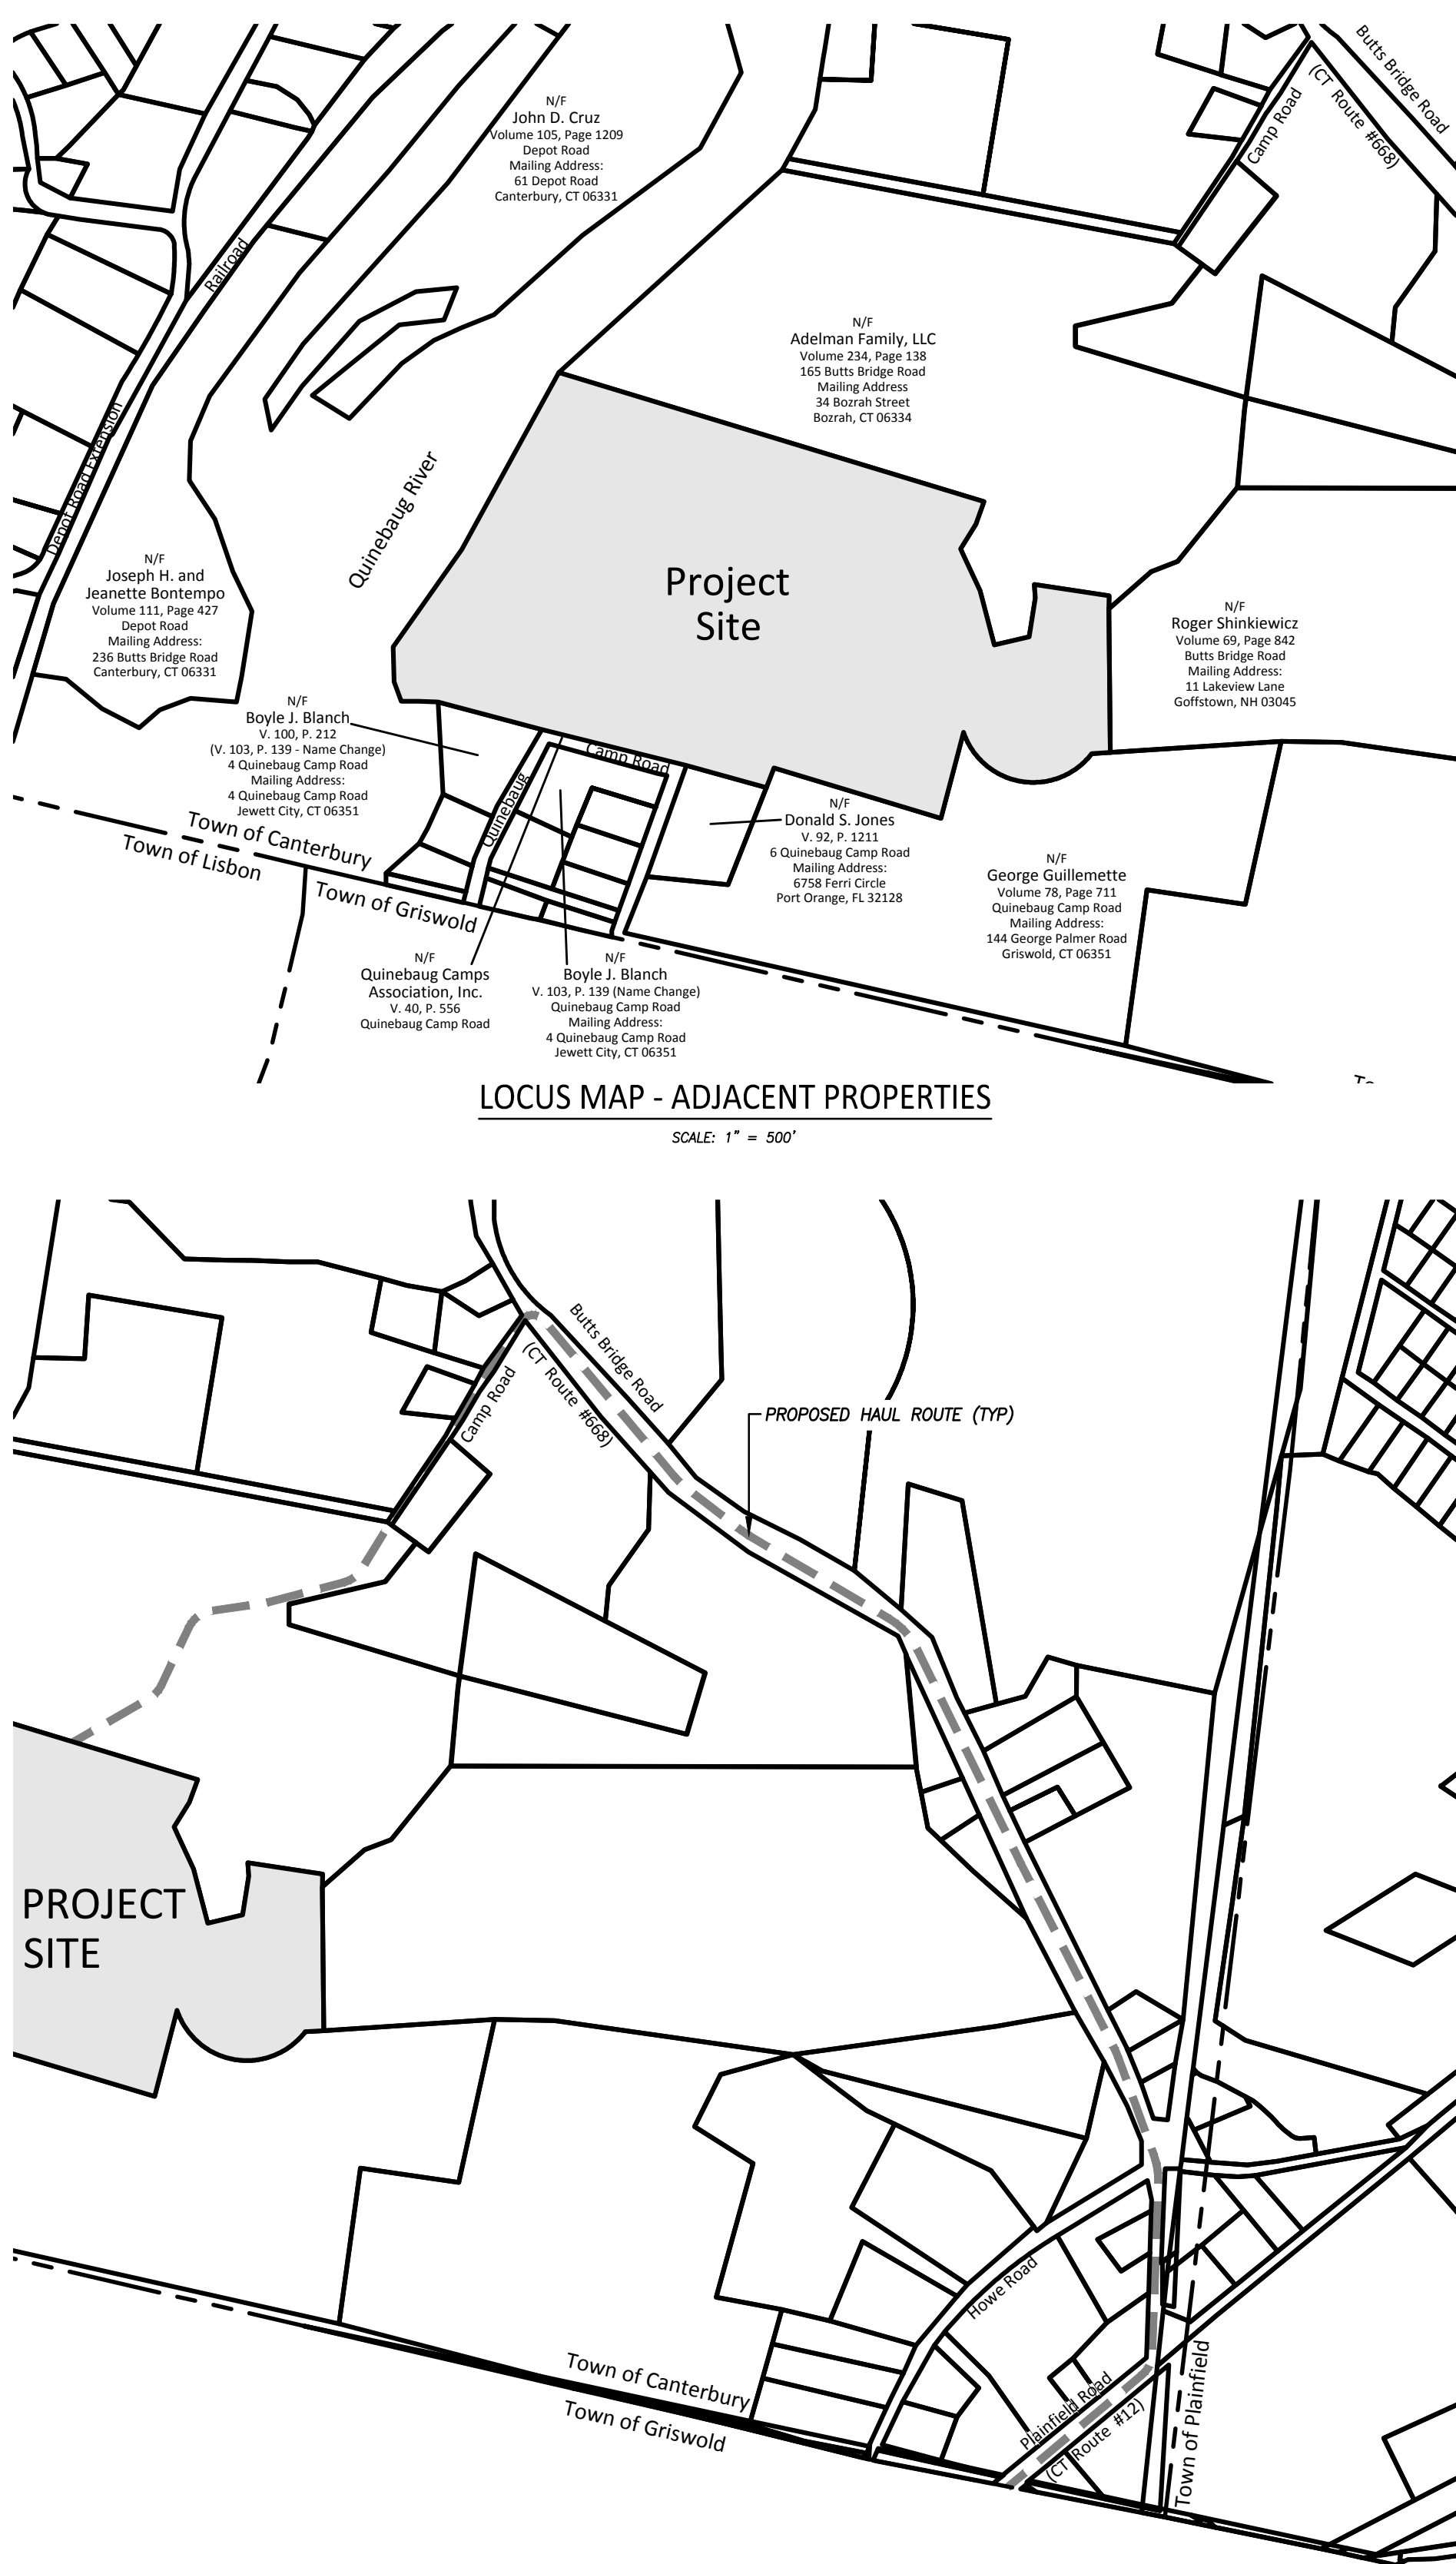 Butts Bridge Road
(CT Route #668)
Camp Road
N/F
John D. Cruz
Volume 105, Page 1209
Depot Road
Mailing Address:
61 Depot Road
Canterbury, CT 06331
Railroad
N/F
Adelman Family, LLC
Volume 234, Page 138
165 Butts Bridge Road
Mailing Address
34 Bozrah Street
Bozrah, CT 06334
Depot Road Extension
Quinebaug River
N/F
Joseph H. and
Jeanette Bontempo
Volume 111, Page 427
Depot Road
Mailing Address:
236 Butts Bridge Road
Canterbury, CT 06331
Project
Site
N/F
Roger Shinkiewicz
Volume 69, Page 842
Butts Bridge Road
Mailing Address:
11 Lakeview Lane
Goffstown, NH 03045
N/F
Boyle J. Blanch
V. 100, P. 212
(V. 103, P. 139 - Name Change)
4 Quinebaug Camp Road
Mailing Address:
4 Quinebaug Camp Road
Jewett City, CT 06351
Quinebaug
Camp Road
N/F
Donald S. Jones
V. 92, P. 1211
6 Quinebaug Camp Road
Mailing Address:
6758 Ferri Circle
Port Orange, FL 32128
N/F
George Guillemette
Volume 78, Page 711
Quinebaug Camp Road
Mailing Address:
144 George Palmer Road
Griswold, CT 06351
Town of Canterbury
Town of Lisbon
Town of Griswold
N/F
Quinebaug Camps
Association, Inc.
V. 40, P. 556
Quinebaug Camp Road
N/F
Boyle J. Blanch
V. 103, P. 139 (Name Change)
Quinebaug Camp Road
Mailing Address:
4 Quinebaug Camp Road
Jewett City, CT 06351
LOCUS MAP - ADJACENT PROPERTIES
SCALE: 1" = 500'
Butts Bridge Road
(CT Route #668)
Camp Road
PROPOSED HAUL ROUTE (TYP)
PROJECT
SITE
Howe Road
Town of Canterbury
Town of Griswold
Plainfield Road
(CT Route #12)
Town of Plainfield